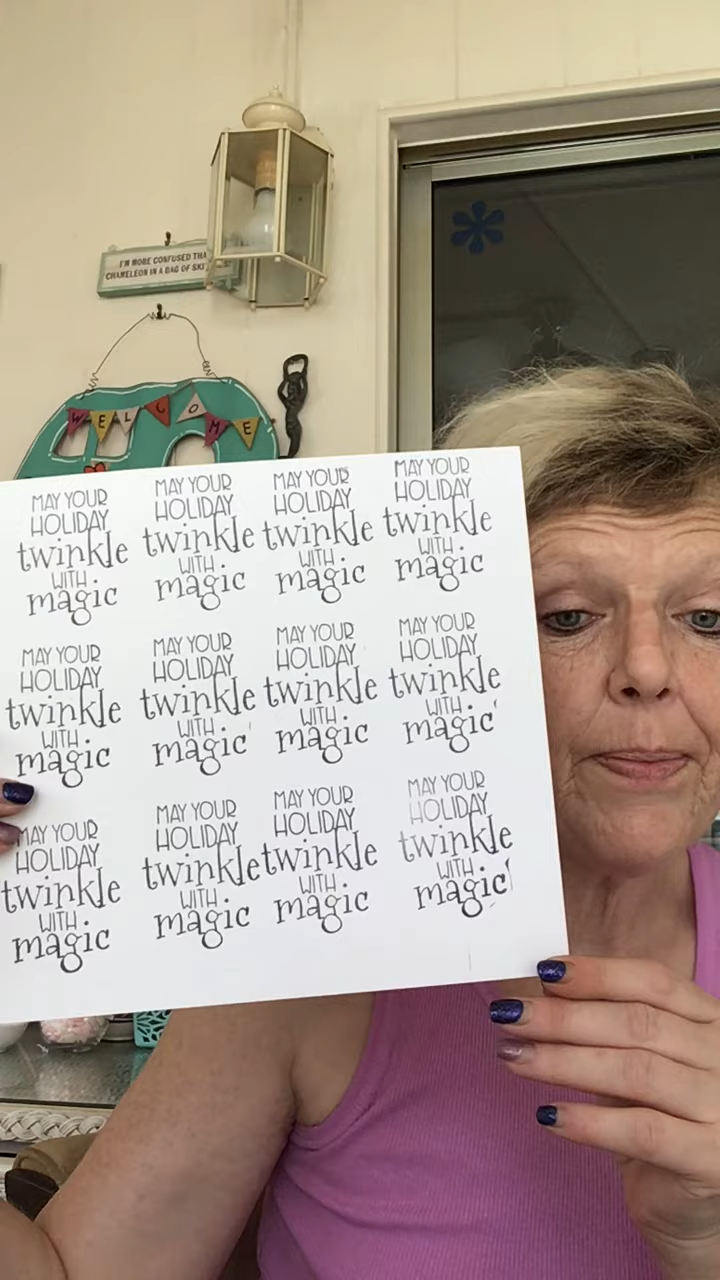 I'M MORE CONFUSED THA
CHAMELEON IN A BAG OF
WELCOME
MAY YOUR MAY YOUR MAY YOUR MAY YOUR
HOLIDAY HOLIDAY HOLIDAY HOLIDAY
twinkle twinkle twinkle twinkle
WITH WITH WITH WITH
magic magic magic magic
MAY YOUR MAY YOUR MAY YOUR MAY YOUR
HOLIDAY HOLIDAY HOLIDAY HOLIDAY
twinkle twinkle twinkle twinkle
WITH WITH WITH WITH
magic magic magic magic
MAY YOUR MAY YOUR MAY YOUR MAY YOUR
HOLIDAY HOLIDAY HOLIDAY HOLIDAY
twinkle twinkle twinkle twinkle
WITH WITH WITH WITH
magic magic magic magic